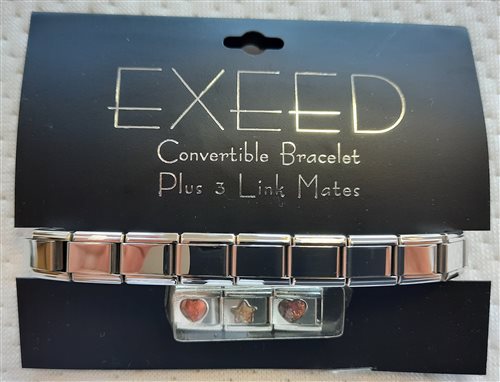 EXEED
Convertible Bracelet
Plus 3 Link Mates